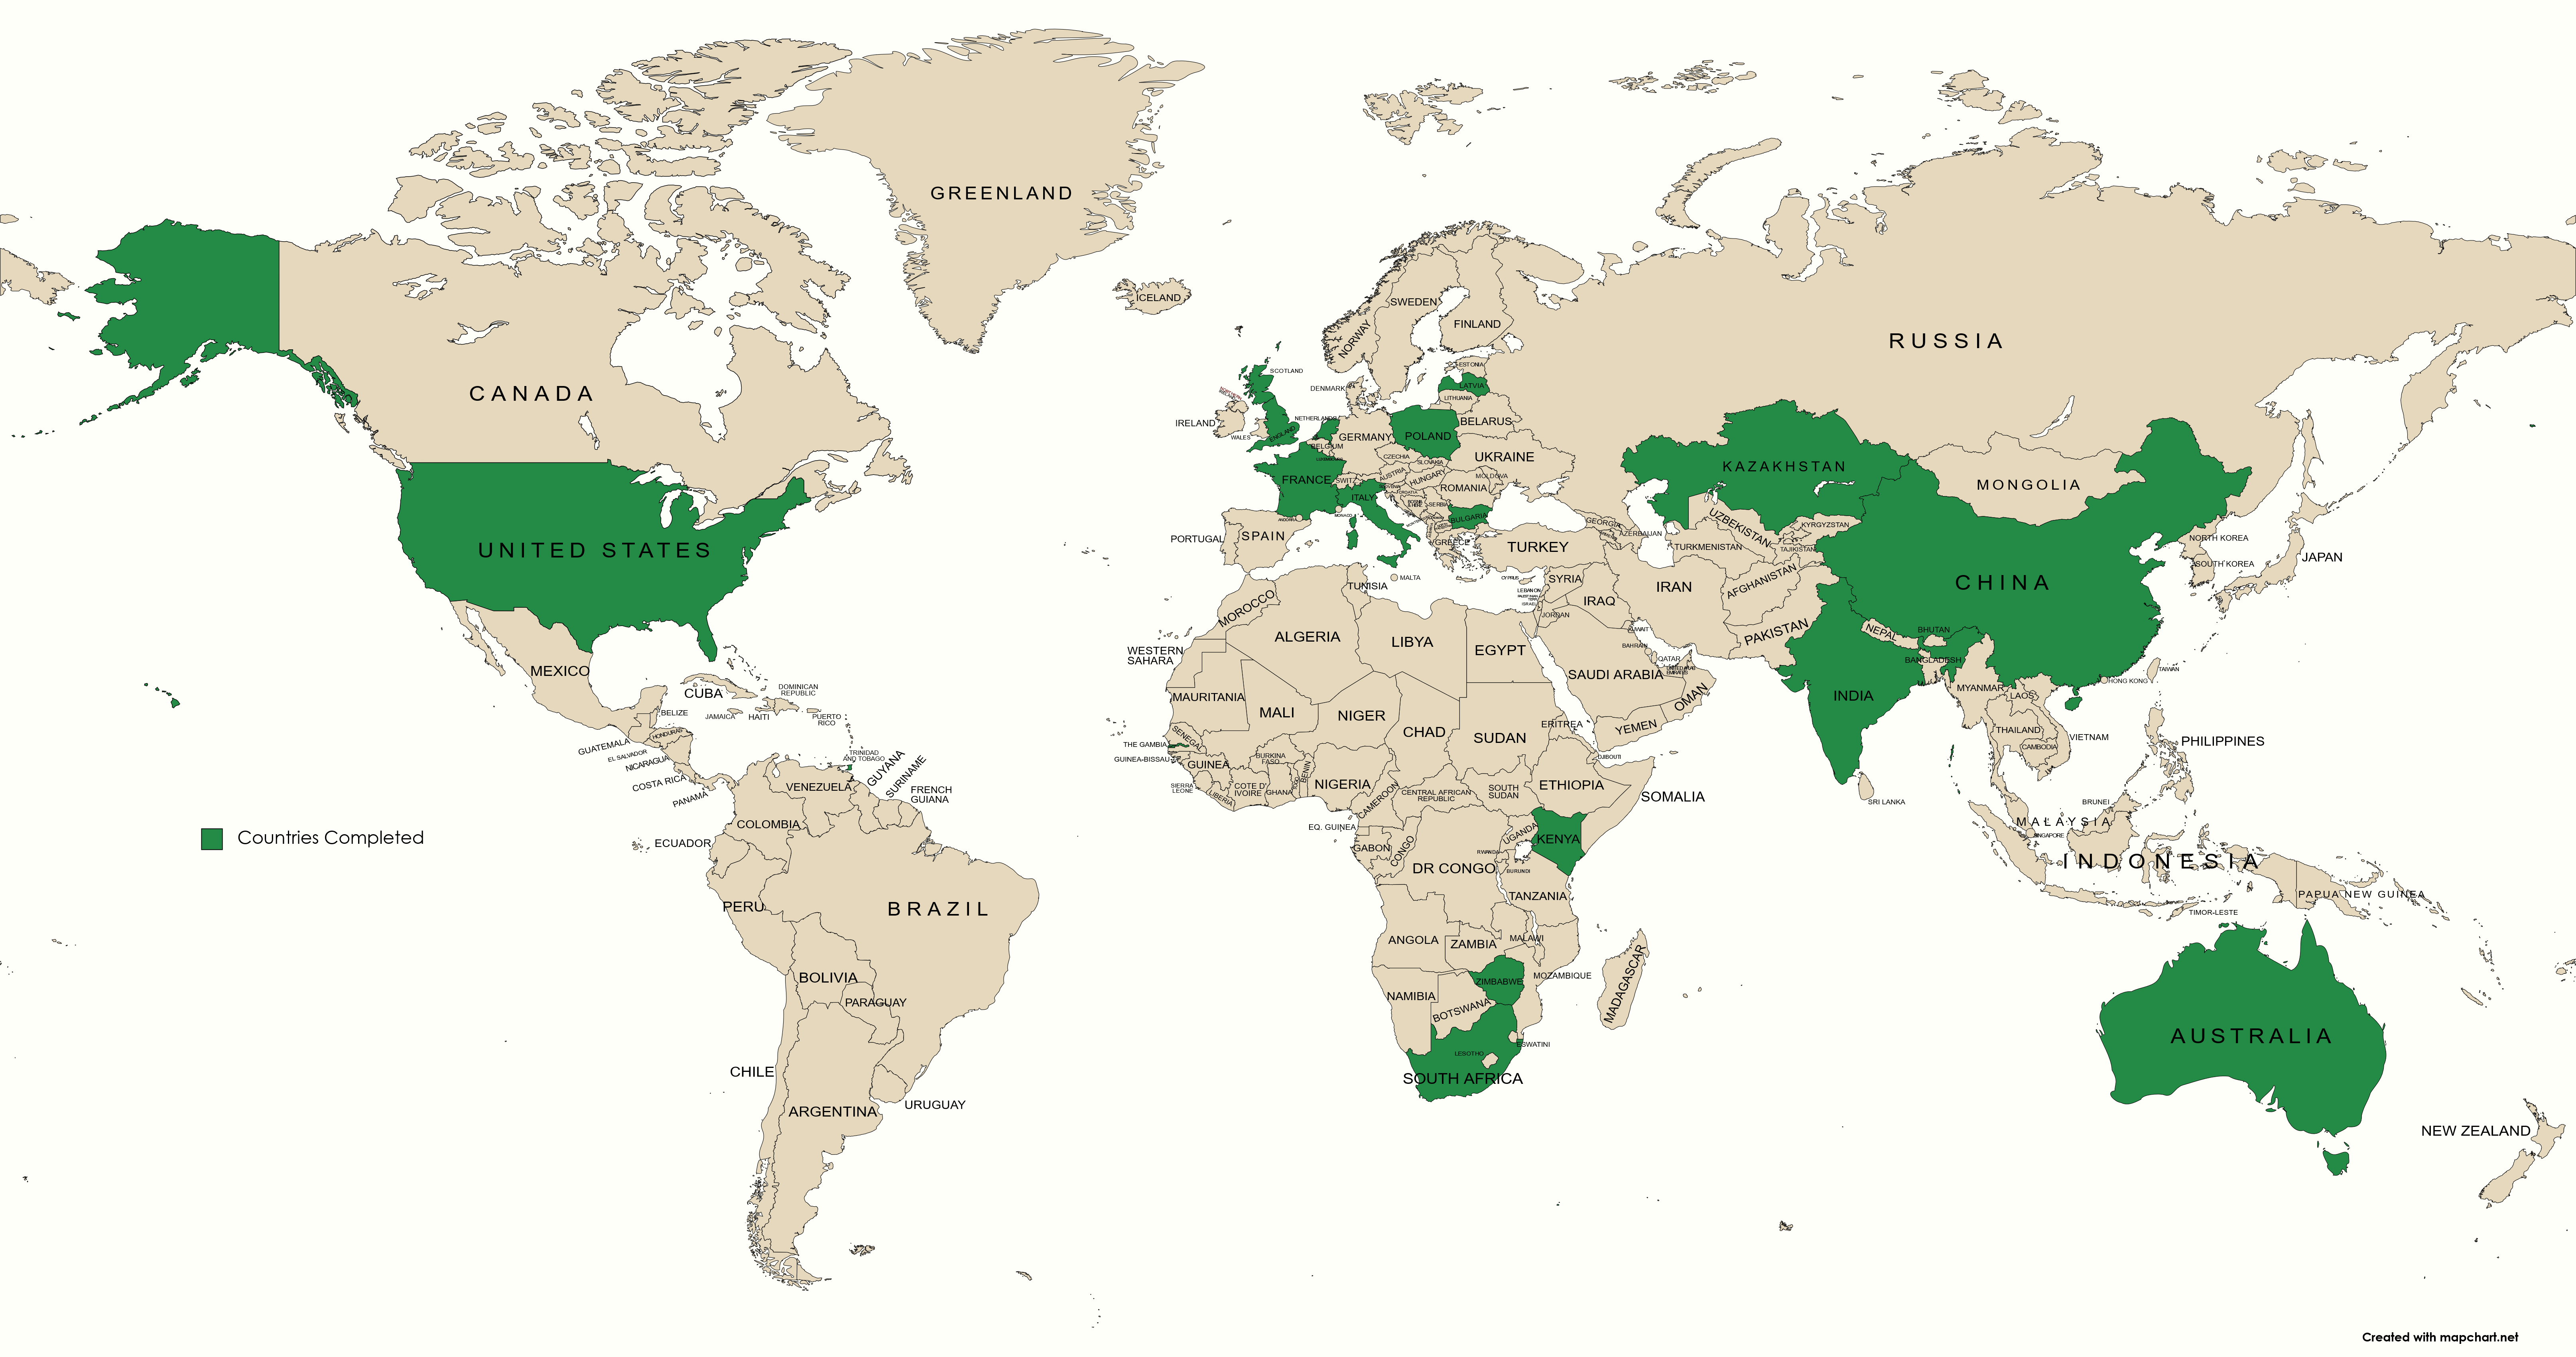 GREENLAND
ICELAND
CANADA
UNITED STATES
MEXICO
CUBA
DOMINICAN
REPUBLIC
BELIZE
JAMAICA
HAITI
PUERTO
RICO
GUATEMALA
HONDURAS
EL SALVADOR
NICARAGUA
COSTA RICA
PANAMA
TRINIDAD
AND TOBAGO
VENEZUELA
GUYANA
SURINAME
FRENCH
GUIANA
COLOMBIA
ECUADOR
PERU
BRAZIL
BOLIVIA
PARAGUAY
CHILE
ARGENTINA
URUGUAY
Countries Completed
RUSSIA
SWEDEN
NORWAY
FINLAND
ESTONIA
LATVIA
LITHUANIA
SCOTLAND
DENMARK
IRELAND
WALES
ENGLAND
NETHERLANDS
BELGIUM
GERMANY
POLAND
BELARUS
UKRAINE
CZECHIA
SLOVAKIA
AUSTRIA
HUNGARY
MOLDOVA
ROMANIA
FRANCE
SWITZ.
ITALY
SERBIA
BULGARIA
MONACO
ANDORRA
PORTUGAL
SPAIN
GREECE
TURKEY
MALTA
CYPRUS
GEORGIA
AZERBAIJAN
KAZAKHSTAN
UZBEKISTAN
TURKMENISTAN
KYRGYZSTAN
TAJIKISTAN
AFGHANISTAN
MONGOLIA
CHINA
NORTH KOREA
SOUTH KOREA
JAPAN
TAIWAN
HONG KONG
SYRIA
LEBANON
ISRAEL
JORDAN
IRAQ
IRAN
KUWAIT
BAHRAIN
QATAR
UNITED ARAB
EMIRATES
SAUDI ARABIA
OMAN
YEMEN
PAKISTAN
NEPAL
BHUTAN
BANGLADESH
INDIA
SRI LANKA
MYANMAR
LAOS
THAILAND
CAMBODIA
VIETNAM
PHILIPPINES
BRUNEI
MALAYSIA
SINGAPORE
INDONESIA
PAPUA NEW GUINEA
TIMOR-LESTE
AUSTRALIA
NEW ZEALAND
MOROCCO
TUNISIA
ALGERIA
LIBYA
EGYPT
WESTERN
SAHARA
MAURITANIA
MALI
NIGER
CHAD
SUDAN
ERITREA
DJIBOUTI
SENEGAL
THE GAMBIA
GUINEA-BISSAU
GUINEA
SIERRA
LEONE
LIBERIA
COTE D'
IVOIRE
BURKINA
FASO
GHANA
TOGO
BENIN
NIGERIA
CAMEROON
CENTRAL AFRICAN
REPUBLIC
SOUTH
SUDAN
ETHIOPIA
SOMALIA
EQ. GUINEA
GABON
CONGO
DR CONGO
UGANDA
KENYA
RWANDA
BURUNDI
TANZANIA
ANGOLA
ZAMBIA
MALAWI
MOZAMBIQUE
ZIMBABWE
NAMIBIA
BOTSWANA
MADAGASCAR
ESWATINI
LESOTHO
SOUTH AFRICA
Created with mapchart.net